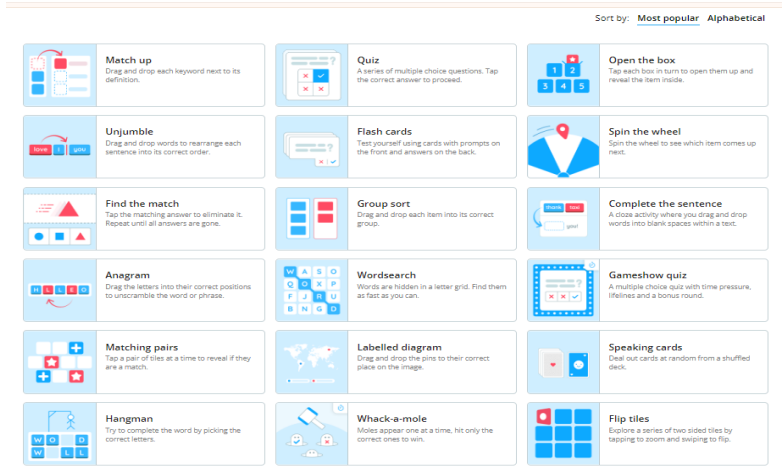 Sort by: Most popular Alphabetical
Match up
Drag and drop each keyword next to its
definition.
Quiz
A series of multiple choice questions. Tap
the correct answer to proceed.
Open the box
Tap each box in turn to open them up and
reveal the item inside.
1 2
3 4 5
Unjumble
Drag and drop words to rearrange each
sentence into its correct order.
love I you
Flash cards
Test yourself using cards with prompts on
the front and answers on the back.
Spin the wheel
Spin the wheel to see which item comes up
next.
Find the match
Tap the matching answer to eliminate it.
Repeat until all answers are gone.
Group sort
Drag and drop each item into its correct
group.
Complete the sentence
A cloze activity where you drag and drop
words into blank spaces within a text.
thank
you!
Anagram
Drag the letters into their correct positions
to unscramble the word or phrase.
H L L E O
Wordsearch
Words are hidden in a letter grid. Find them
as fast as you can.
W A S O
Q O X P
F J R U
B N G D
Gameshow quiz
A multiple choice quiz with time pressure,
lifelines and a bonus round.
Matching pairs
Tap a pair of tiles at a time to reveal if they
are a match.
Labelled diagram
Drag and drop the pins to their correct
place on the image.
Speaking cards
Deal out cards at random from a shuffled
deck.
Hangman
Try to complete the word by picking the
correct letters.
W O D
W L L
Whack-a-mole
Moles appear one at a time, hit only the
correct ones to win.
Flip tiles
Explore a series of two sided tiles by
tapping to zoom and swiping to flip.